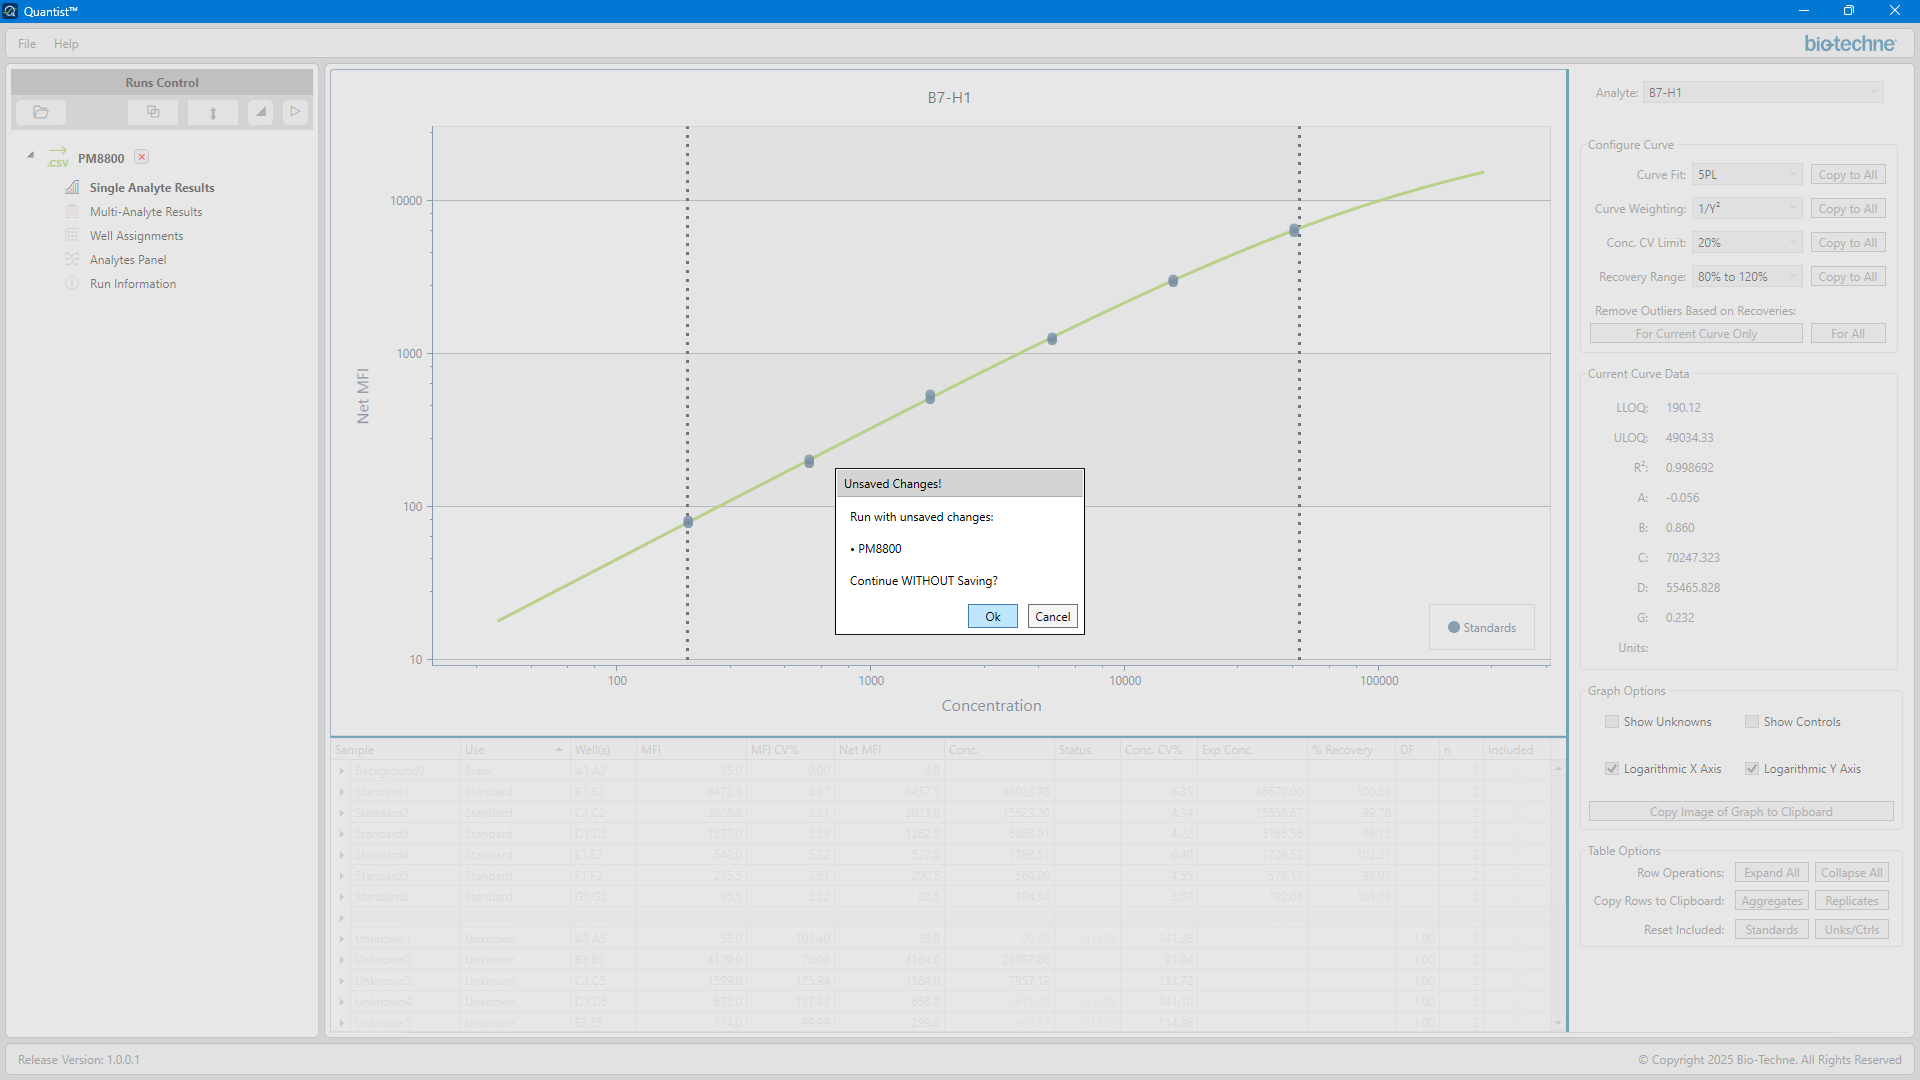 Quantist™
File Help
bio-techne
Runs Control
.CSV PM8800
Single Analyte Results
Multi-Analyte Results
Well Assignments
Analytes Panel
Run Information
B7-H1
Net MFI
10000
1000
100
10
100 1000 10000 100000
Concentration
Standards
Unsaved Changes!
Run with unsaved changes:
• PM8800
Continue WITHOUT Saving?
Ok Cancel
Sample Use Well(s) MFI MFI CV% Net MFI Conc. Status Conc. CV% Exp Conc. % Recovery DF n Included
Background0 Blank A1,A2 15.0 0.00 0.0 2
Standard1 Standard B1,B2 6472.5 3.97 6457.5 46928.78 6.35 46670.00 100.55 2
Standard2 Standard C1,C2 3028.8 3.21 3013.8 15523.20 4.34 15556.67 99.78 2
Standard3 Standard D1,D2 1277.0 3.38 1262.0 5088.01 4.22 5185.56 98.12 2
Standard4 Standard E1,E2 542.0 5.22 527.0 1768.51 6.40 1728.52 102.31 2
Standard5 Standard F1,F2 215.5 3.61 200.5 564.80 4.55 576.17 98.03 2
Standard6 Standard G1,G2 95.5 2.22 80.5 194.34 3.07 192.06 101.19 2
Unknown1 Unknown A3,A5 53.0 101.40 38.0 <LLOQ 141.36 1.00 2
Unknown2 Unknown B3,B5 4179.0 70.08 4164.0 26987.86 91.04 1.00 2
Unknown3 Unknown C3,C5 1599.0 125.94 1584.0 7957.12 133.72 1.00 2
Unknown4 Unknown D3,D5 673.0 137.43 658.0 <LLOQ 141.10 1.00 2
Unknown5 Unknown E3,E5 314.0 99.99 299.0 114.36 1.00 2
Analyte: B7-H1
Configure Curve
Curve Fit: 5PL Copy to All
Curve Weighting: 1/Y² Copy to All
Conc. CV Limit: 20% Copy to All
Recovery Range: 80% to 120% Copy to All
Remove Outliers Based on Recoveries:
For Current Curve Only For All
Current Curve Data
LLOQ: 190.12
ULOQ: 49034.33
R²: 0.998692
A: -0.056
B: 0.860
C: 70247.323
D: 55465.828
G: 0.232
Units:
Graph Options
Show Unknowns Show Controls
Logarithmic X Axis Logarithmic Y Axis
Copy Image of Graph to Clipboard
Table Options
Row Operations: Expand All Collapse All
Copy Rows to Clipboard: Aggregates Replicates
Reset Included: Standards Unks/Ctrls
Release Version: 1.0.0.1
© Copyright 2025 Bio-Techne. All Rights Reserved